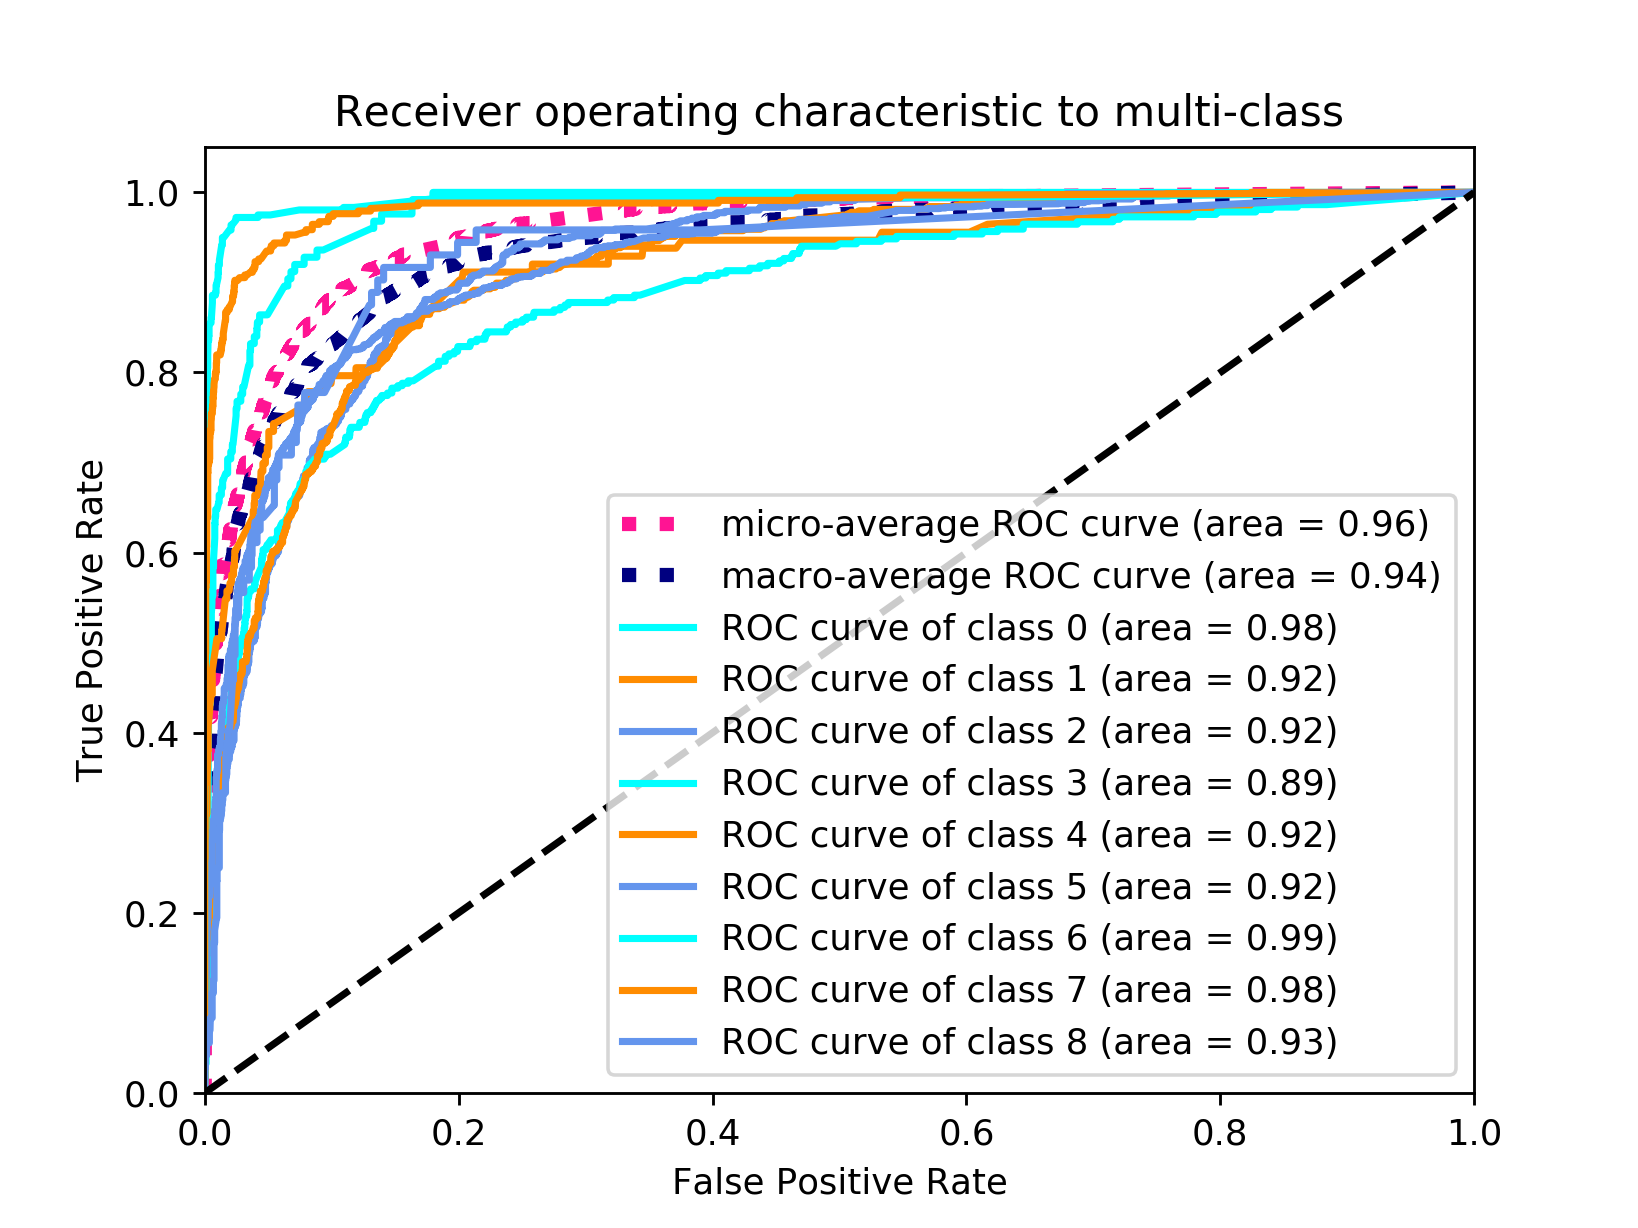 Receiver operating characteristic to multi-class
1.0
0.8
0.6
0.4
0.2
0.0
True Positive Rate
micro-average ROC curve (area = 0.96)
macro-average ROC curve (area = 0.94)
ROC curve of class 0 (area = 0.98)
ROC curve of class 1 (area = 0.92)
ROC curve of class 2 (area = 0.92)
ROC curve of class 3 (area = 0.89)
ROC curve of class 4 (area = 0.92)
ROC curve of class 5 (area = 0.92)
ROC curve of class 6 (area = 0.99)
ROC curve of class 7 (area = 0.98)
ROC curve of class 8 (area = 0.93)
0.0 0.2 0.4 0.6 0.8 1.0
False Positive Rate